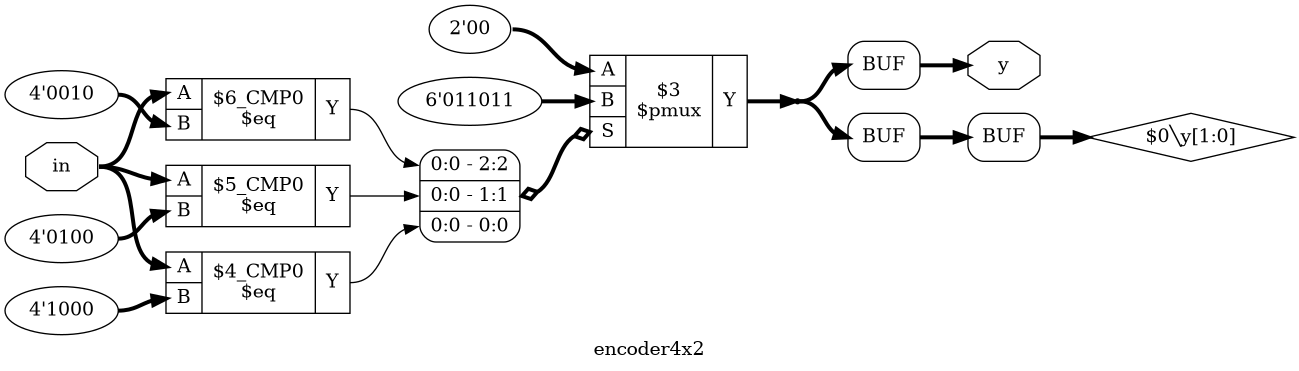 2'00
A
4'0010
A
$6_CMP0
$eq
Y
B
6'011011
B
$3
$pmux
Y
S
BUF
y
BUF
BUF
$0\y[1:0]
in
0:0 - 2:2
0:0 - 1:1
0:0 - 0:0
A
$5_CMP0
$eq
Y
B
4'0100
A
$4_CMP0
$eq
Y
B
4'1000
encoder4x2